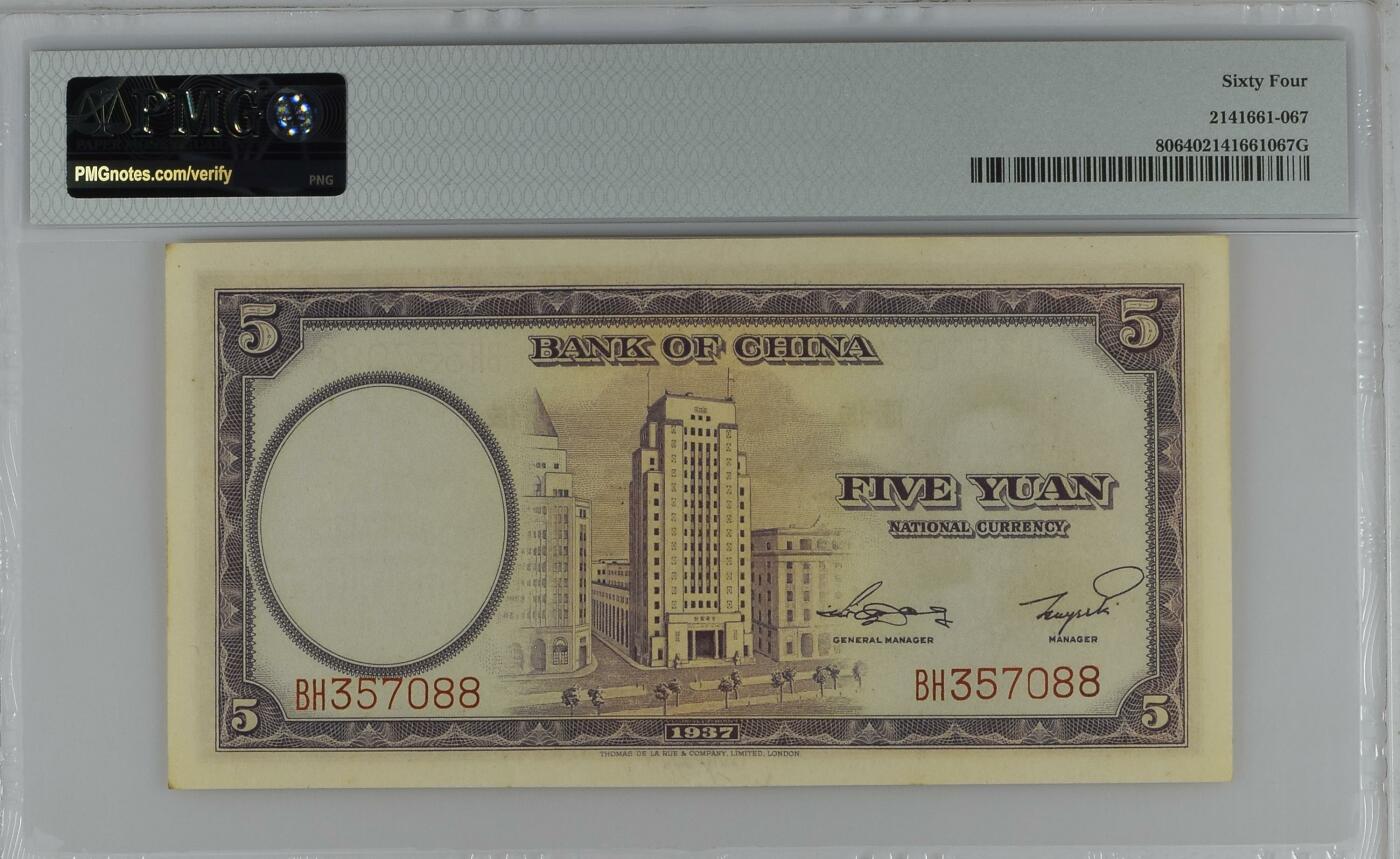 PMG
PMGnotes.com/verify
PNG
Sixty Four
2141661-067
806402141661067G
5
5
BANK OF CHINA
FIVE YUAN
NATIONAL CURRENCY
GENERAL MANAGER
MANAGER
BH357088
BH357088
5
5
1937
THOMAS DE LA RUE & COMPANY, LIMITED, LONDON.